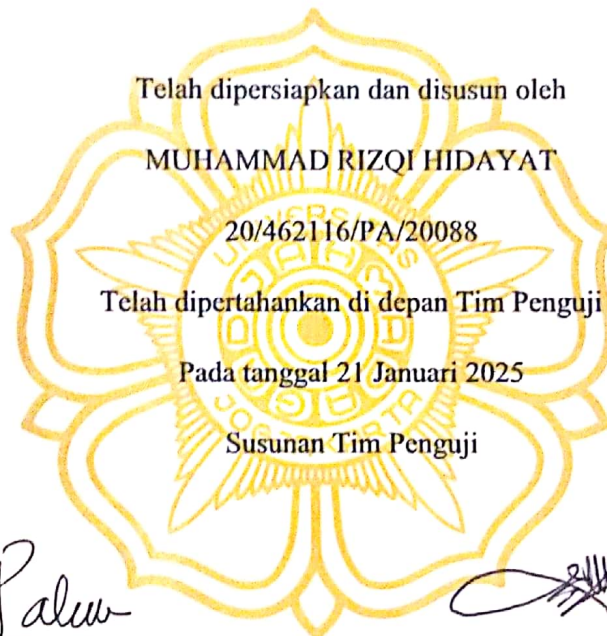 Telah dipersiapkan dan disusun oleh
MUHAMMAD RIZQI HIDAYAT
20/462116/PA/20088
Telah dipertahankan di depan Tim Penguji
Pada tanggal 21 Januari 2025
Susunan Tim Penguji